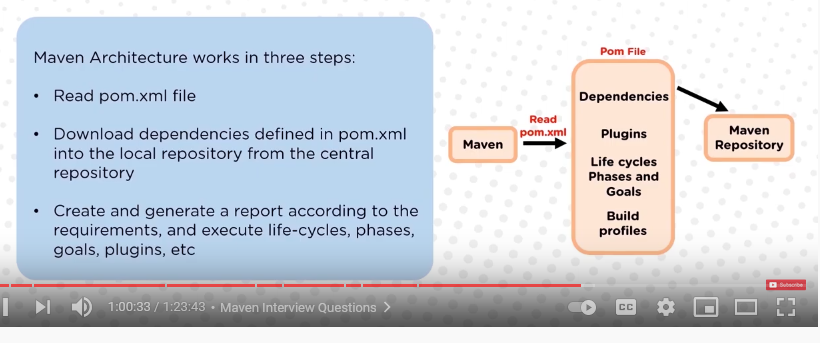 Maven Architecture works in three steps:
• Read pom.xml file
• Download dependencies defined in pom.xml
into the local repository from the central
repository
• Create and generate a report according to the
requirements, and execute life-cycles, phases,
goals, plugins, etc
Pom File
Read
pom.xml
Maven
Dependencies
Plugins
Life cycles
Phases and
Goals
Build
profiles
Maven
Repository
Subscribe
1:00:33 / 1:23:43 • Maven Interview Questions
CC